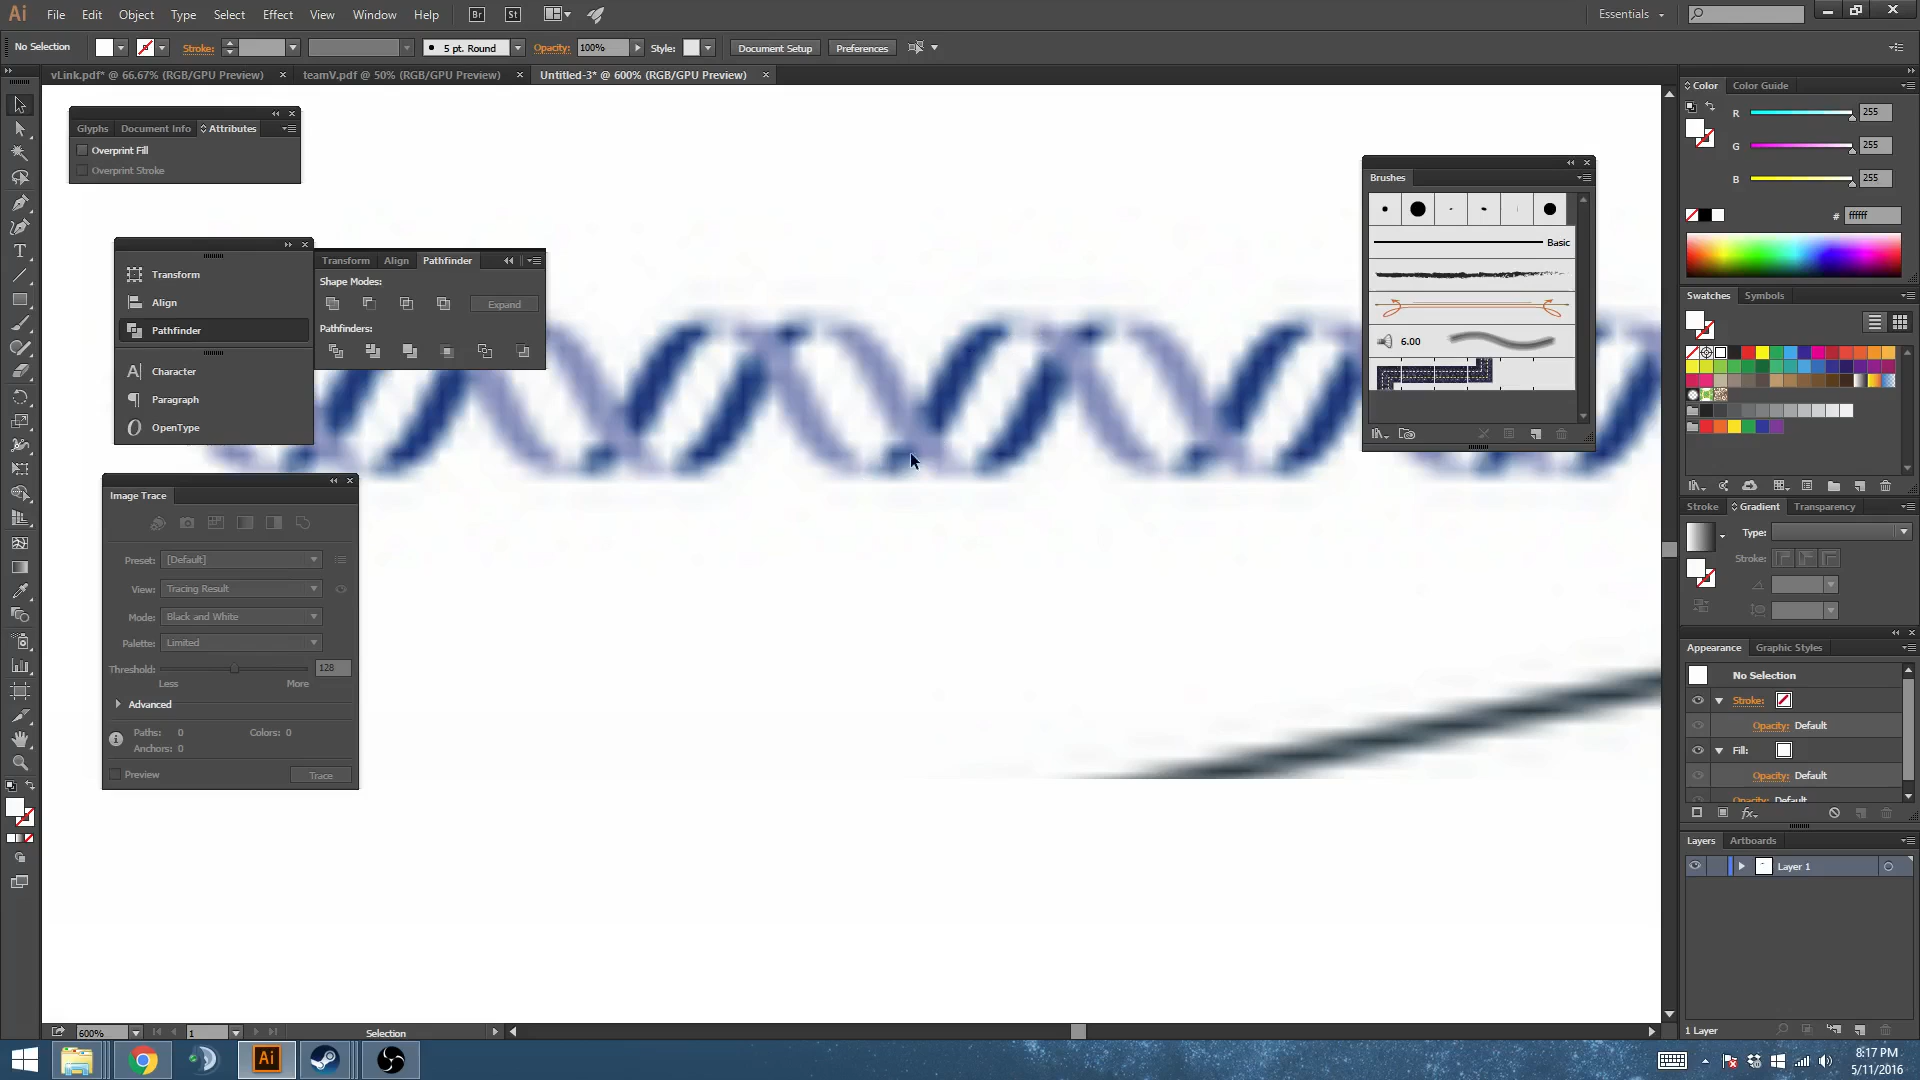 Ai File Edit Object Type Select Effect View Window Help Br St Essentials
No Selection Stroke: 5 pt. Round Opacity: 100% Style: Document Setup Preferences
vLink.pdf* @ 66.67% (RGB/GPU Preview) × teamV.pdf @ 50% (RGB/GPU Preview) × Untitled-3* @ 600% (RGB/GPU Preview) ×
Glyphs Document Info Attributes
Overprint Fill
Overprint Stroke
Transform
Align
Pathfinder
Character
Paragraph
OpenType
Transform Align Pathfinder
Shape Modes:
Expand
Pathfinders:
Image Trace
Preset: [Default]
View: Tracing Result
Mode: Black and White
Palette: Limited
Threshold: 128
Less More
Advanced
Paths: 0 Colors: 0
Anchors: 0
Preview Trace
Brushes
Basic
6.00
Color Color Guide
R 255
G 255
B 255
# ffffff
Swatches Symbols
Stroke Gradient Transparency
Type:
Stroke:
Appearance Graphic Styles
No Selection
Stroke:
Opacity: Default
Fill:
Opacity: Default
Opacity: Default
Layers Artboards
Layer 1
1 Layer
600% 1 Selection
Ai
8:17 PM
5/11/2016